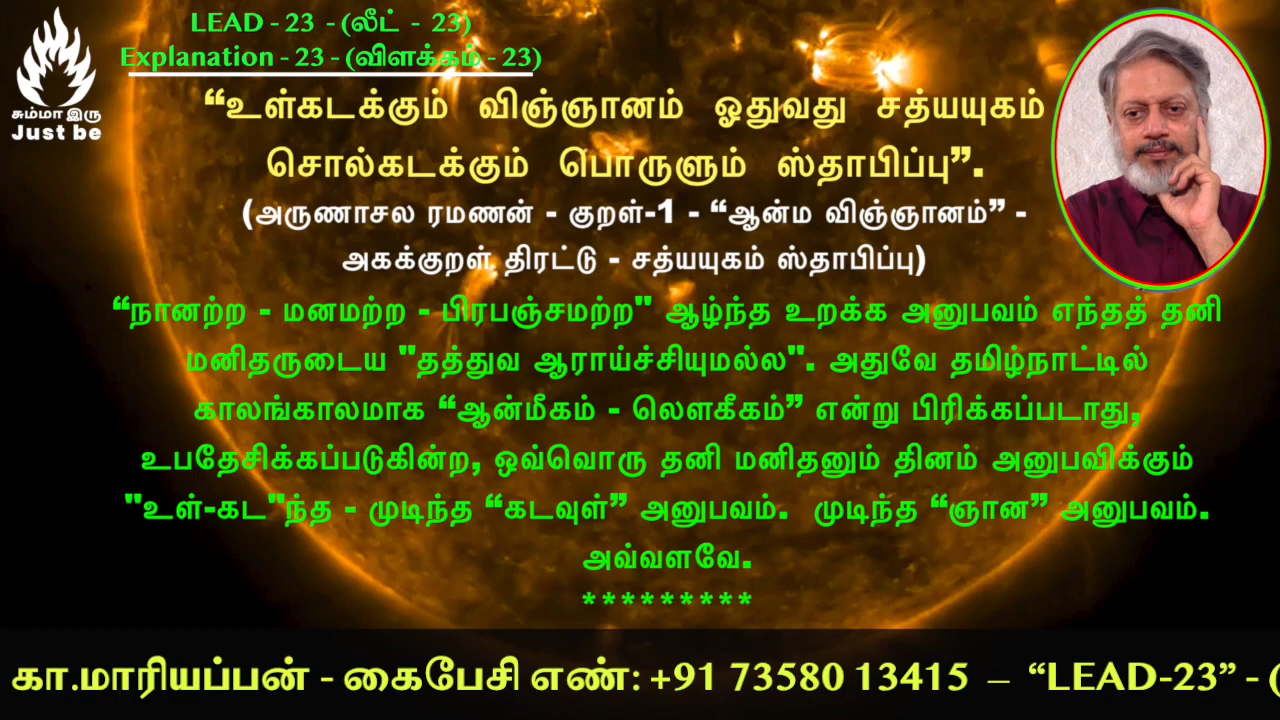 LEAD - 23 - (லீட் - 23)
Explanation - 23 - (விளக்கம் - 23)
சும்மா இரு
Just be
“உள்கடக்கும் விஞ்ஞானம் ஓதுவது சத்யயுகம்
சொல்கடக்கும் பொருளும் ஸ்தாபிப்பு”.
(அருணாசல ரமணன் - குறள்-1 - “ஆன்ம விஞ்ஞானம்” -
அகக்குறள் திரட்டு - சத்யயுகம் ஸ்தாபிப்பு)
“நானற்ற - மனமற்ற - பிரபஞ்சமற்ற" ஆழ்ந்த உறக்க அனுபவம் எந்தத் தனி
மனிதருடைய "தத்துவ ஆராய்ச்சியுமல்ல". அதுவே தமிழ்நாட்டில்
காலங்காலமாக “ஆன்மீகம் - லௌகீகம்” என்று பிரிக்கப்படாது,
உபதேசிக்கப்படுகின்ற, ஒவ்வொரு தனி மனிதனும் தினம் அனுபவிக்கும்
"உள்-கட"ந்த - முடிந்த “கடவுள்” அனுபவம். முடிந்த “ஞான” அனுபவம்.
அவ்வளவே.
*********
கா.மாரியப்பன் - கைபேசி எண்: +91 73580 13415 – “LEAD-23” - (